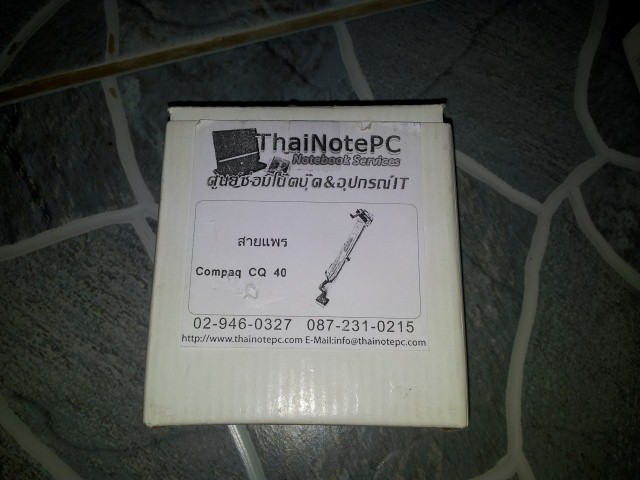 ThaiNotePC
Notebook Services
ศูนย์ซ่อมโน๊ตบุ๊ค&อุปกรณ์IT
สายแพร
Compaq CQ 40
02-946-0327 087-231-0215
http://www.thainotepc.com E-Mail:info@thainotepc.com